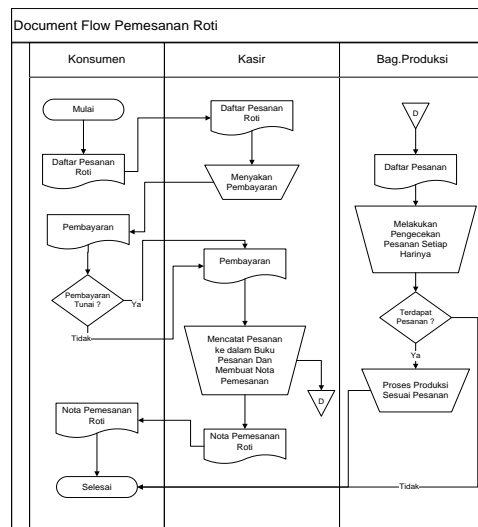 Document Flow Pemesanan Roti
Konsumen
Kasir
Bag.Produksi
Mulai
Daftar Pesanan
Roti
Pembayaran
Pembayaran
Tunai ?
Ya
Tidak
Nota Pemesanan
Roti
Selesai
Daftar Pesanan
Roti
Menyakan
Pembayaran
Pembayaran
Mencatat Pesanan
ke dalam Buku
Pesanan Dan
Membuat Nota
Pemesanan
D
Nota Pemesanan
Roti
D
Daftar Pesanan
Melakukan
Pengecekan
Pesanan Setiap
Harinya
Terdapat
Pesanan ?
Ya
Proses Produksi
Sesuai Pesanan
Tidak